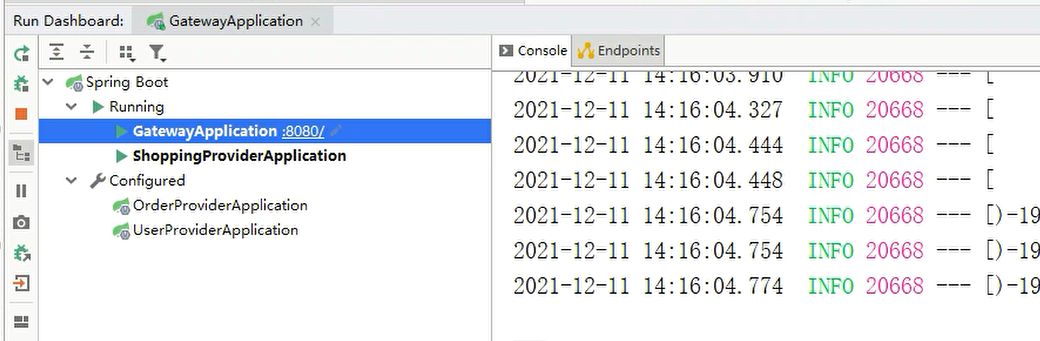 Run Dashboard: GatewayApplication
Console Endpoints
Spring Boot
Running
GatewayApplication :8080/
ShoppingProviderApplication
Configured
OrderProviderApplication
UserProviderApplication
2021-12-11 14:16:03.910 INFO 20668 --- [
2021-12-11 14:16:04.327 INFO 20668 --- [
2021-12-11 14:16:04.444 INFO 20668 --- [
2021-12-11 14:16:04.448 INFO 20668 --- [
2021-12-11 14:16:04.754 INFO 20668 --- [)-19
2021-12-11 14:16:04.754 INFO 20668 --- [)-19
2021-12-11 14:16:04.774 INFO 20668 --- [)-19